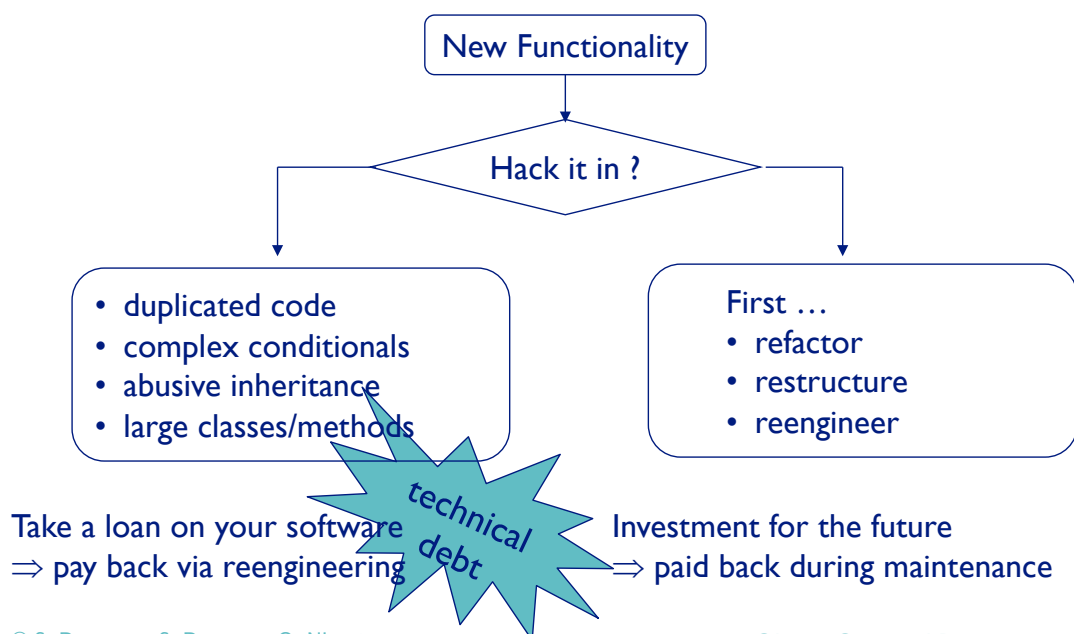 New Functionality
Hack it in ?
• duplicated code
• complex conditionals
• abusive inheritance
• large classes/methods
First …
• refactor
• restructure
• reengineer
technical
debt
Take a loan on your software
⇒ pay back via reengineering
Investment for the future
⇒ paid back during maintenance